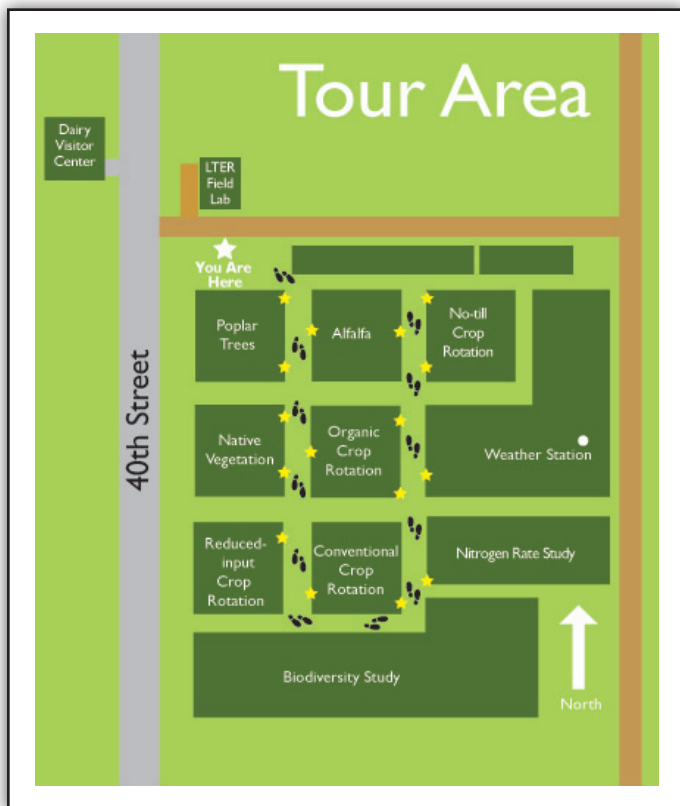 Tour Area
Dairy
Visitor
Center
LTER
Field
Lab
You Are
Here
Poplar
Trees
Alfalfa
No-till
Crop
Rotation
40th Street
Native
Vegetation
Organic
Crop
Rotation
Weather Station
Reduced-
input
Crop
Rotation
Conventional
Crop
Rotation
Nitrogen Rate Study
Biodiversity Study
North